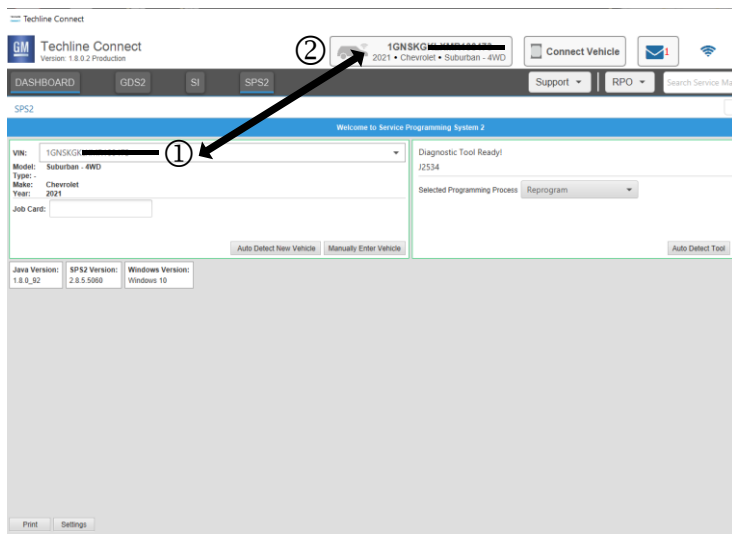 Techline Connect
GM
Techline Connect
Version: 1.8.0.2 Production
②
1GNSKGKLXMR100473
2021 • Chevrolet • Suburban - 4WD
Connect Vehicle
1
DASHBOARD
GDS2
SI
SPS2
Support
RPO
Search Service Ma
SPS2
Welcome to Service Programming System 2
VIN:
1GNSKGK
①
Model: Suburban - 4WD
Type: -
Make: Chevrolet
Year: 2021
Job Card:
Auto Detect New Vehicle
Manually Enter Vehicle
Diagnostic Tool Ready!
J2534
Selected Programming Process
Reprogram
Auto Detect Tool
Java Version:
1.8.0_92
SPS2 Version:
2.8.5.5060
Windows Version:
Windows 10
Print
Settings